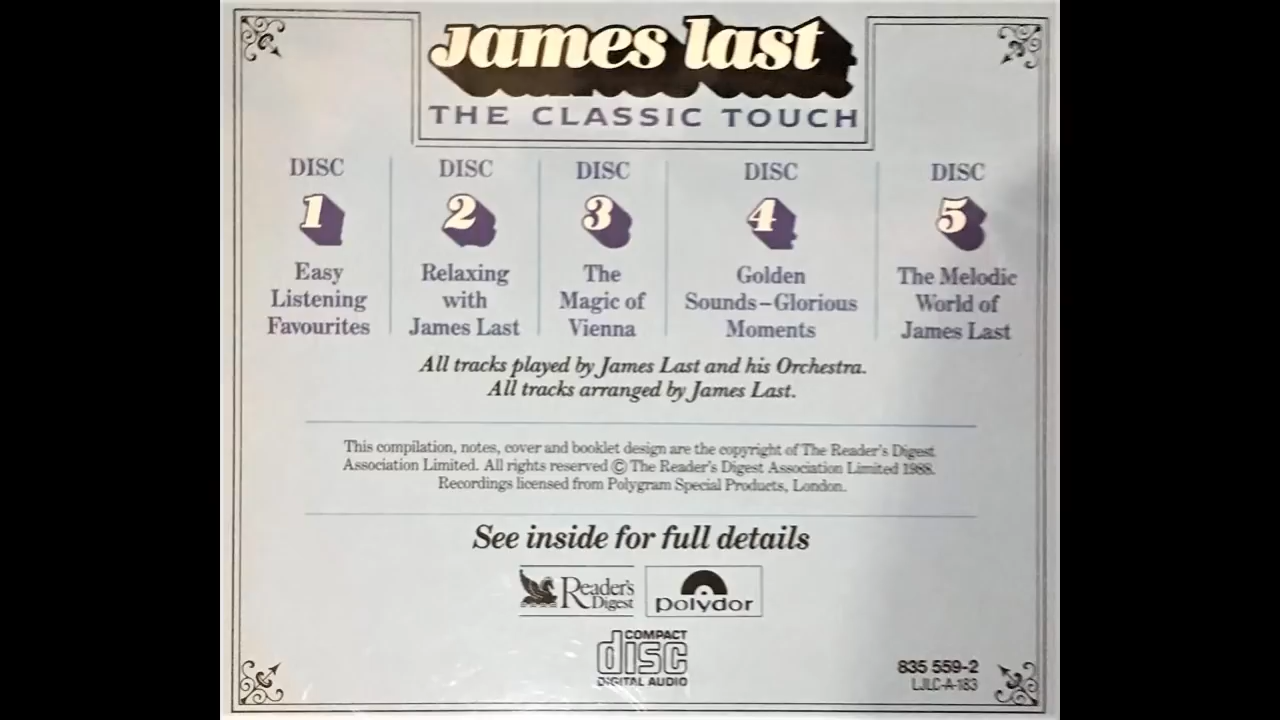 james last
THE CLASSIC TOUCH
DISC
1
Easy
Listening
Favourites
DISC
2
Relaxing
with
James Last
DISC
3
The
Magic of
Vienna
DISC
4
Golden
Sounds–Glorious
Moments
DISC
5
The Melodic
World of
James Last
All tracks played by James Last and his Orchestra.
All tracks arranged by James Last.
This compilation, notes, cover and booklet design are the copyright of The Reader's Digest
Association Limited. All rights reserved © The Reader's Digest Association Limited 1988.
Recordings licensed from Polygram Special Products, London.
See inside for full details
Reader's
Digest
polydor
COMPACT
disc
DIGITAL AUDIO
835 559-2
LJLC-A-183